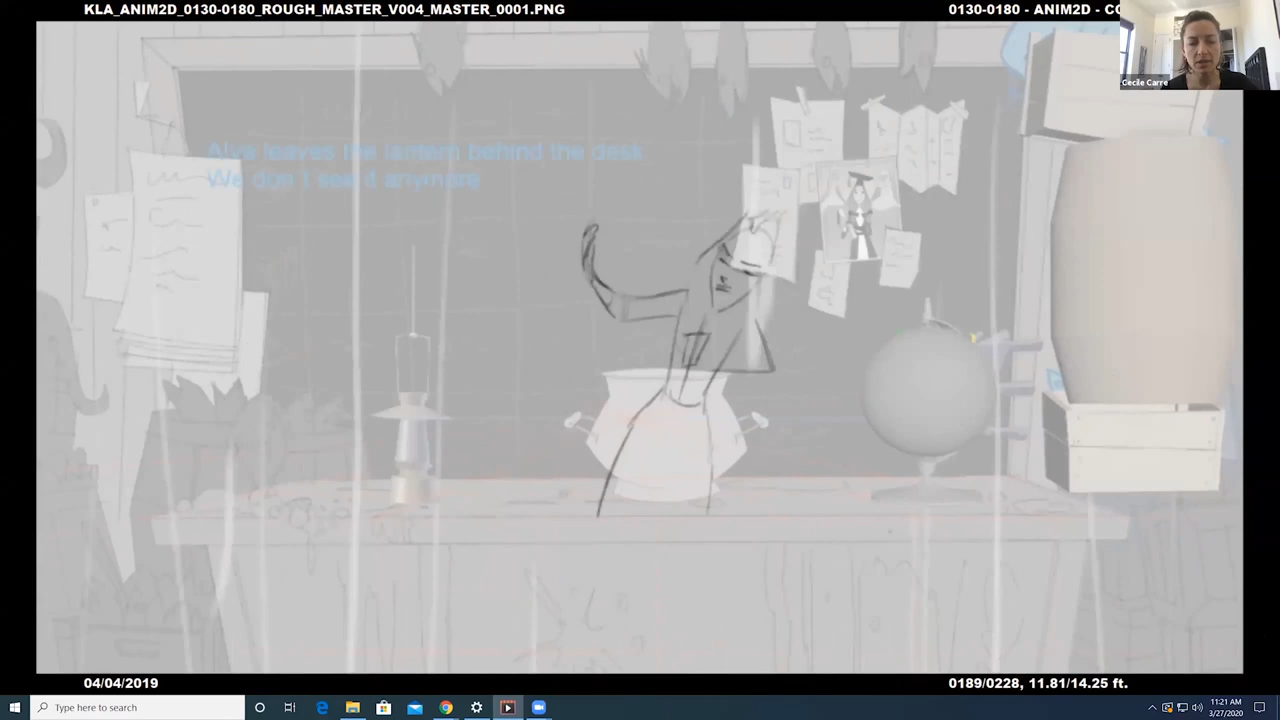 KLA_ANIM2D_0130-0180_ROUGH_MASTER_V004_MASTER_0001.PNG
0130-0180 - ANIM2D - CO
Cecile Carre
Alva leaves the lantern behind the desk
We don't see it anymore
04/04/2019
0189/0228, 11.81/14.25 ft.
Type here to search
11:21 AM
3/27/2020